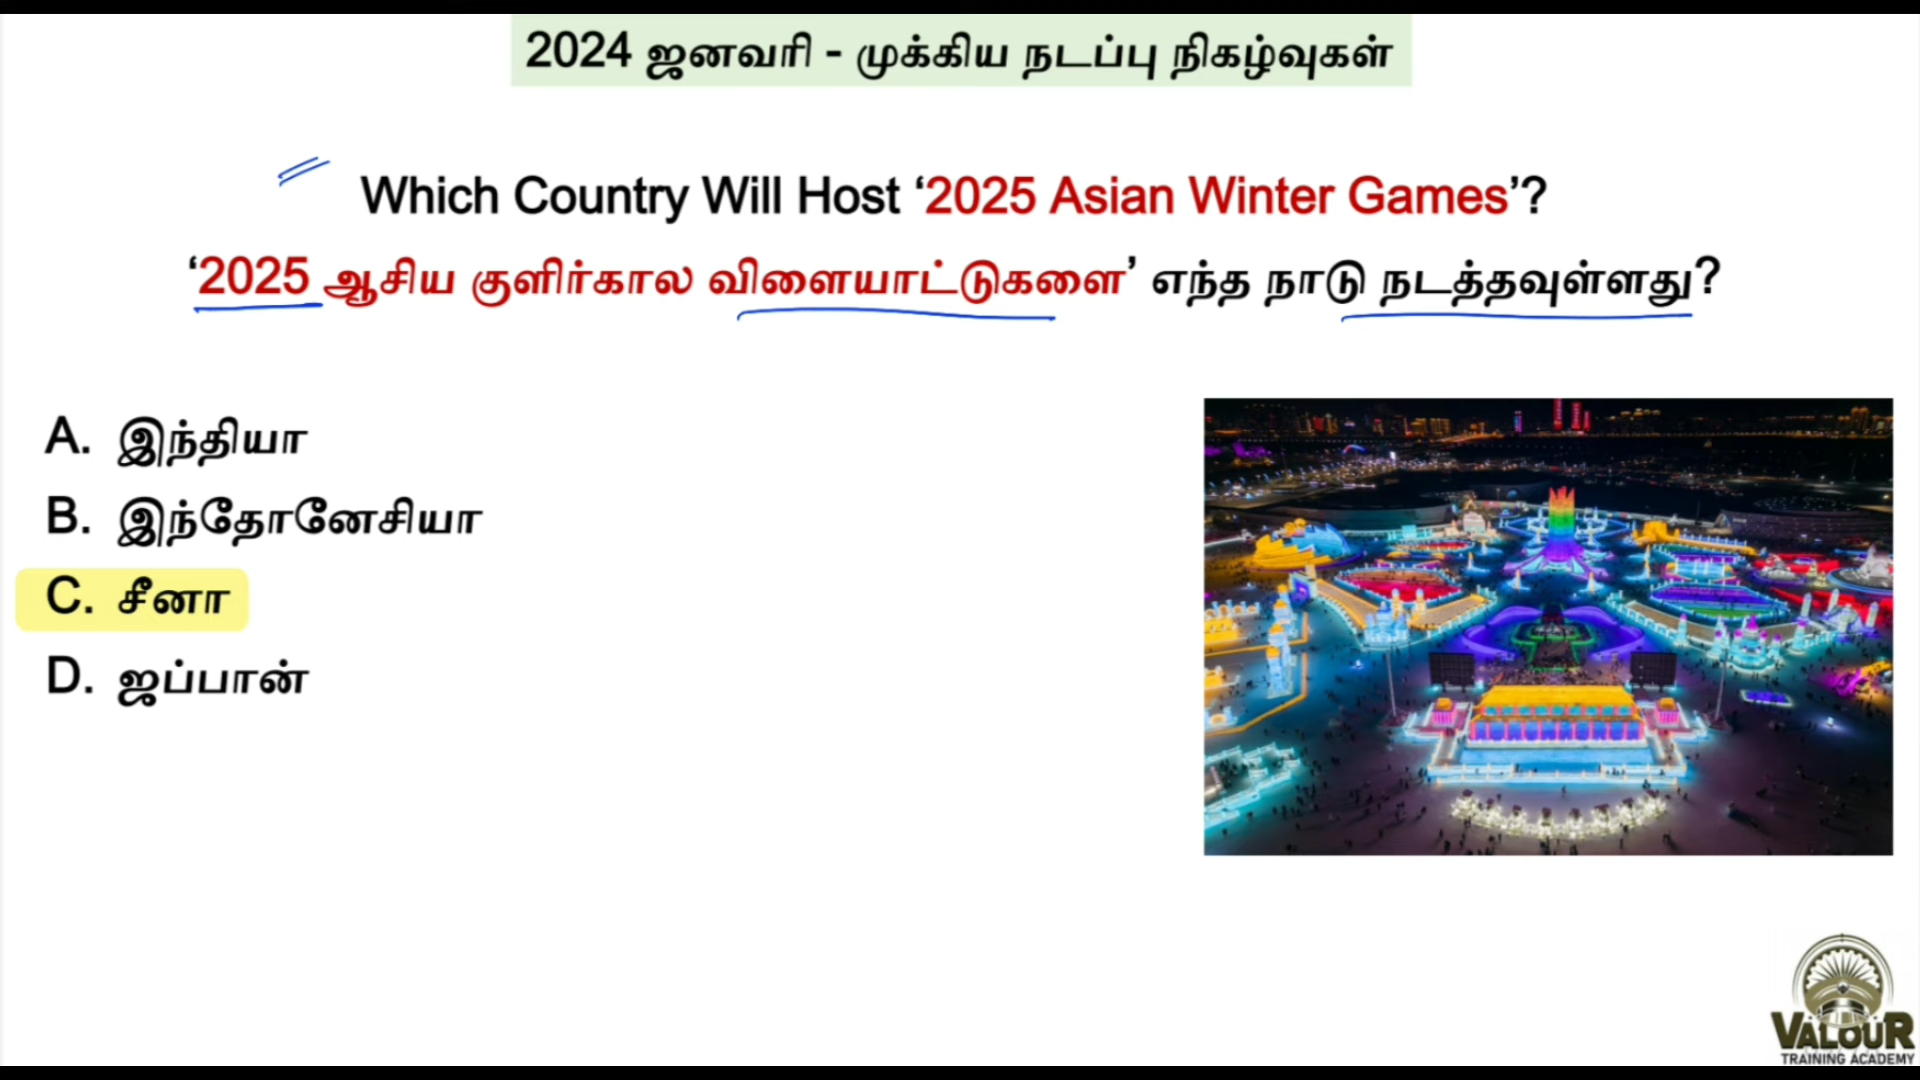 2024 ஜனவரி - முக்கிய நடப்பு நிகழ்வுகள்
Which Country Will Host ‘2025 Asian Winter Games’?
‘2025 ஆசிய குளிர்கால விளையாட்டுகளை’ எந்த நாடு நடத்தவுள்ளது?
A. இந்தியா
B. இந்தோனேசியா
C. சீனா
D. ஜப்பான்
VALOUR
TRAINING ACADEMY